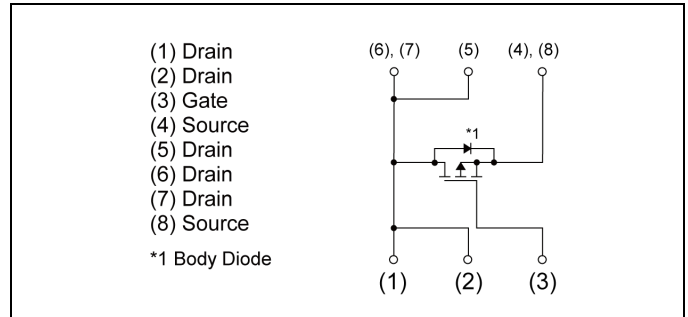 (1) Drain
(2) Drain
(3) Gate
(4) Source
(5) Drain
(6) Drain
(7) Drain
(8) Source
*1 Body Diode
(6), (7) (5) (4), (8)
*1
(1) (2) (3)